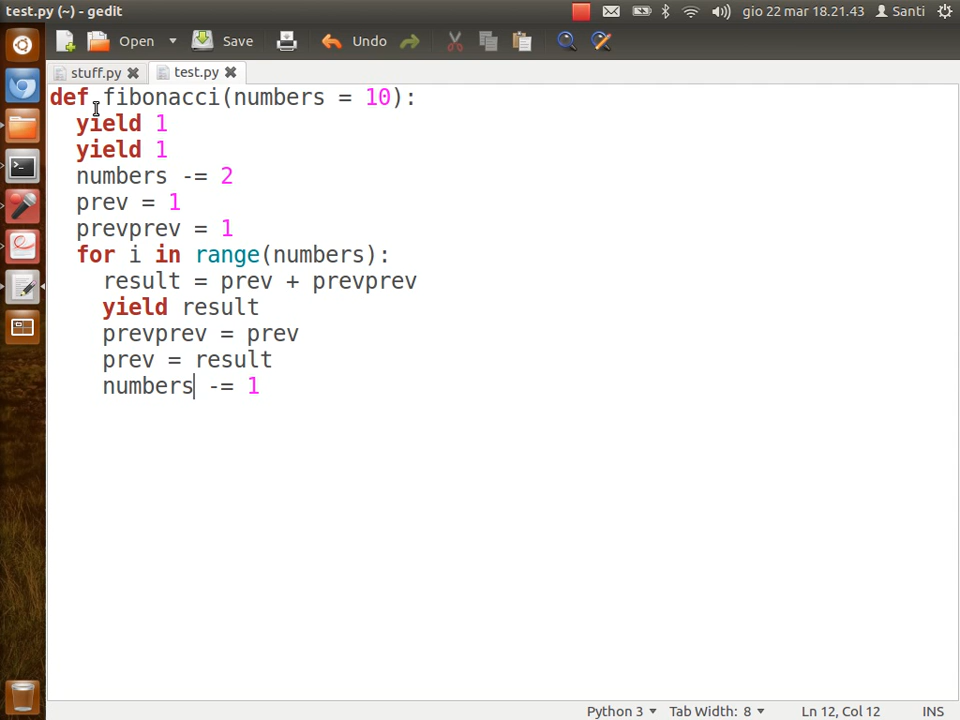 test.py (~) - gedit
gio 22 mar 18.21.43 Santi
Open Save Undo
stuff.py test.py
def fibonacci(numbers = 10):
  yield 1
  yield 1
  numbers -= 2
  prev = 1
  prevprev = 1
  for i in range(numbers):
    result = prev + prevprev
    yield result
    prevprev = prev
    prev = result
    numbers -= 1
Python 3 Tab Width: 8 Ln 12, Col 12 INS